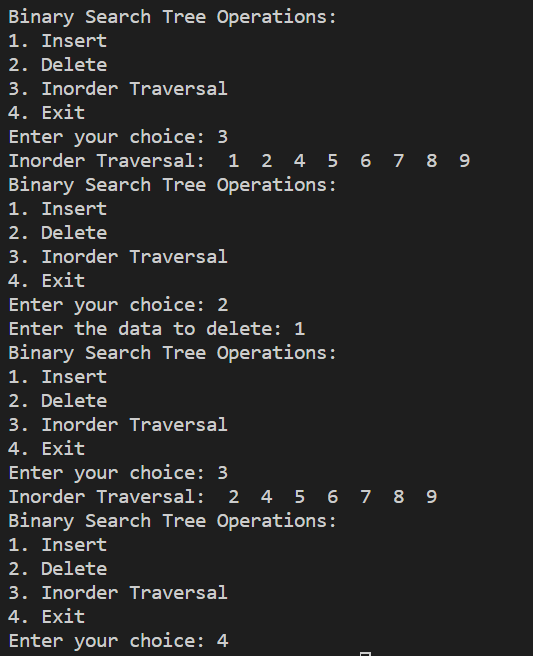 Binary Search Tree Operations:
1. Insert
2. Delete
3. Inorder Traversal
4. Exit
Enter your choice: 3
Inorder Traversal:  1  2  4  5  6  7  8  9
Binary Search Tree Operations:
1. Insert
2. Delete
3. Inorder Traversal
4. Exit
Enter your choice: 2
Enter the data to delete: 1
Binary Search Tree Operations:
1. Insert
2. Delete
3. Inorder Traversal
4. Exit
Enter your choice: 3
Inorder Traversal:  2  4  5  6  7  8  9
Binary Search Tree Operations:
1. Insert
2. Delete
3. Inorder Traversal
4. Exit
Enter your choice: 4